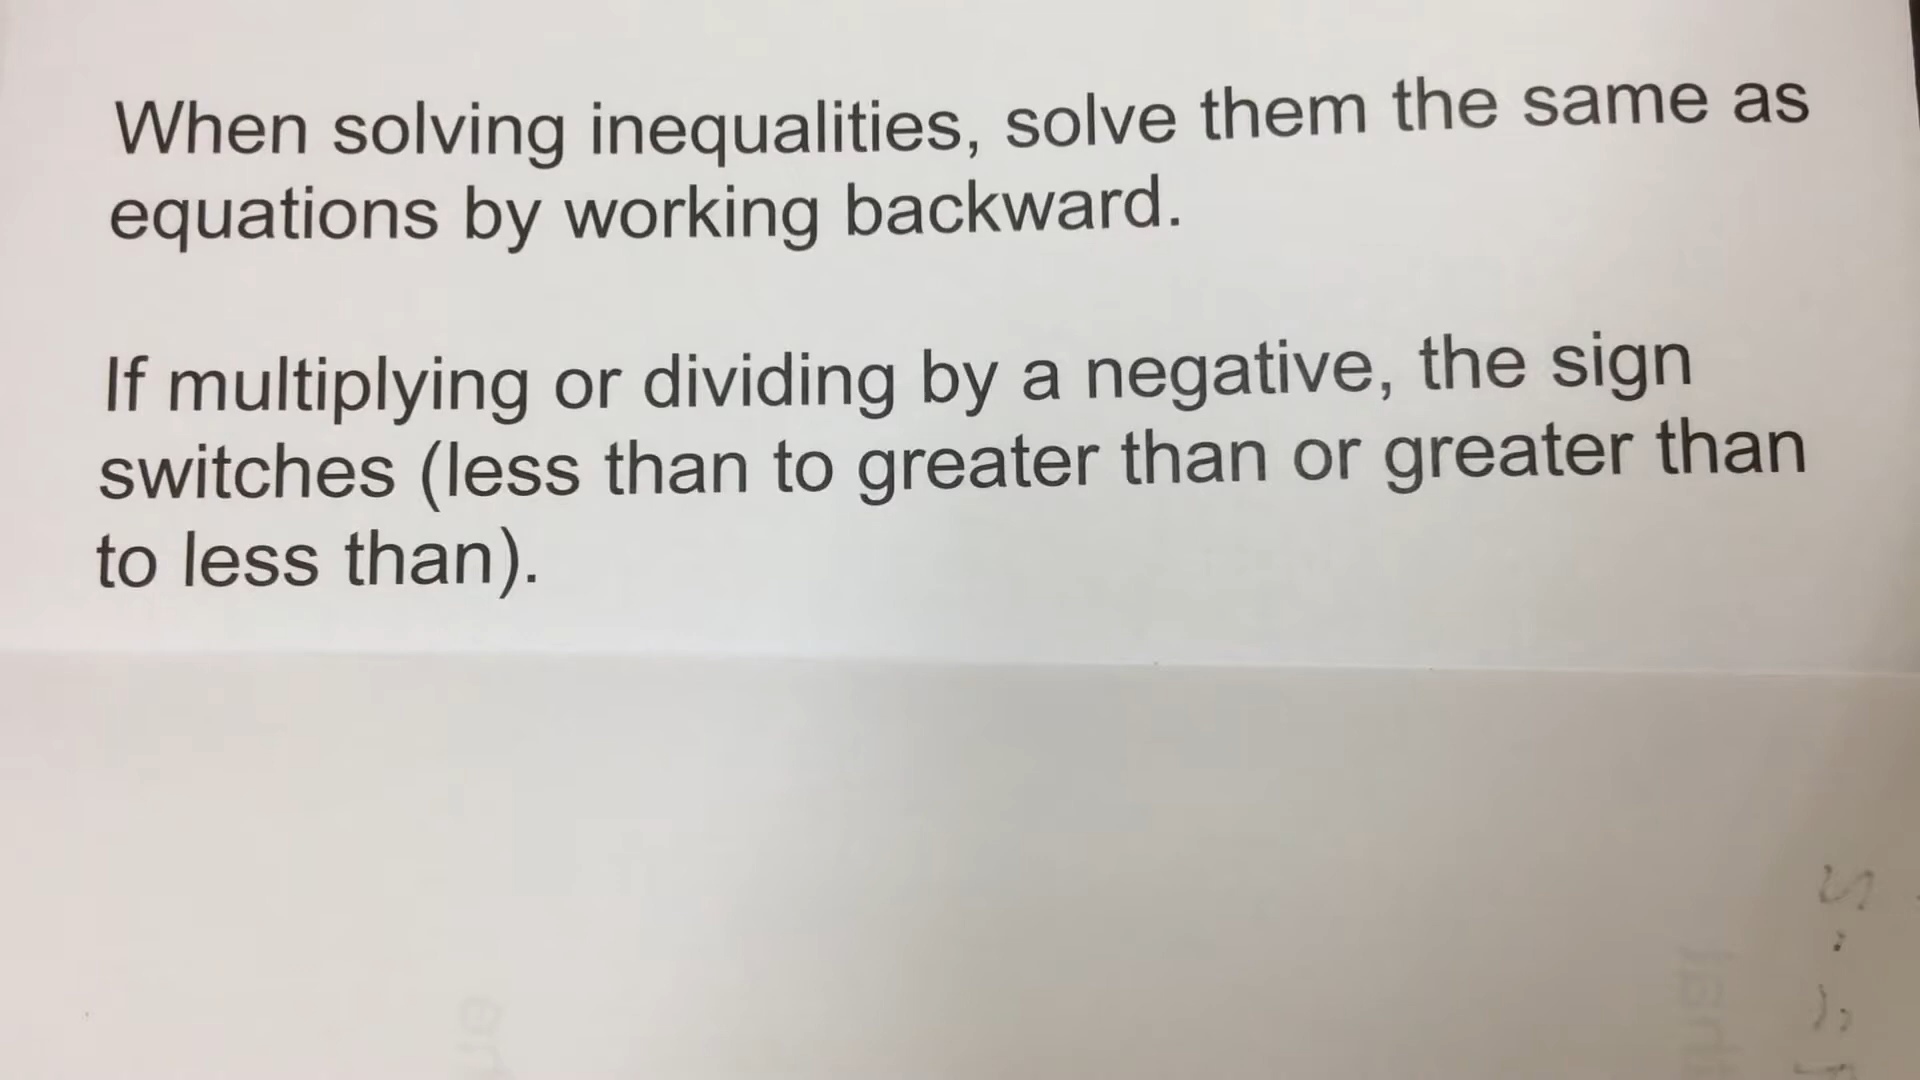 When solving inequalities, solve them the same as
equations by working backward.
If multiplying or dividing by a negative, the sign
switches (less than to greater than or greater than
to less than).